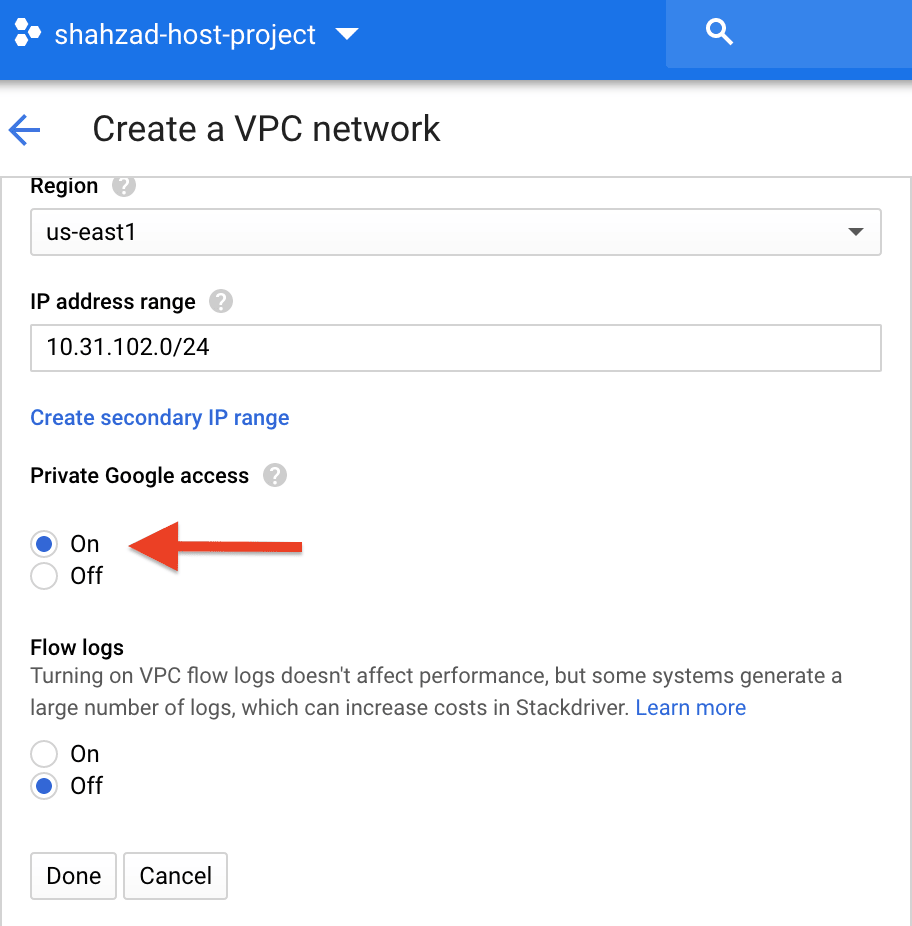 shahzad-host-project
Create a VPC network
Region ?
us-east1
IP address range ?
10.31.102.0/24
Create secondary IP range
Private Google access ?
On
Off
Flow logs
Turning on VPC flow logs doesn't affect performance, but some systems generate a
large number of logs, which can increase costs in Stackdriver. Learn more
On
Off
Done Cancel